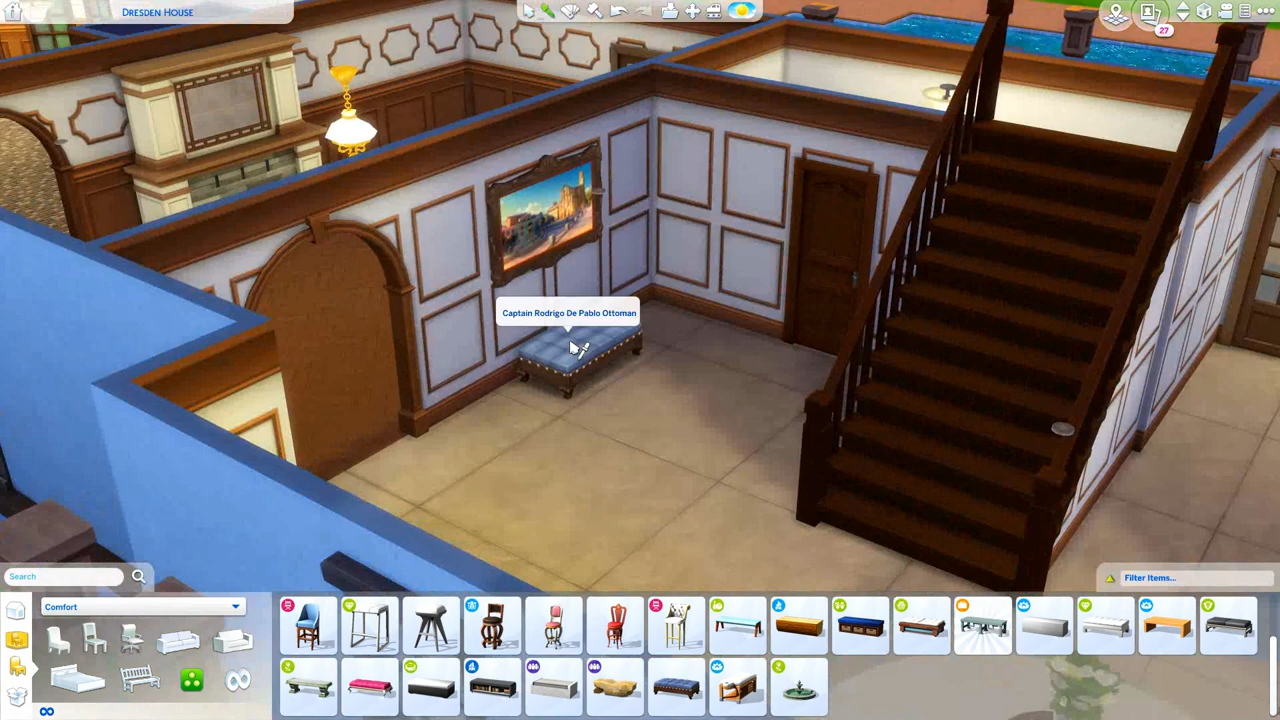 DRESDEN HOUSE
27
Captain Rodrigo De Pablo Ottoman
Search
Filter Items...
Comfort